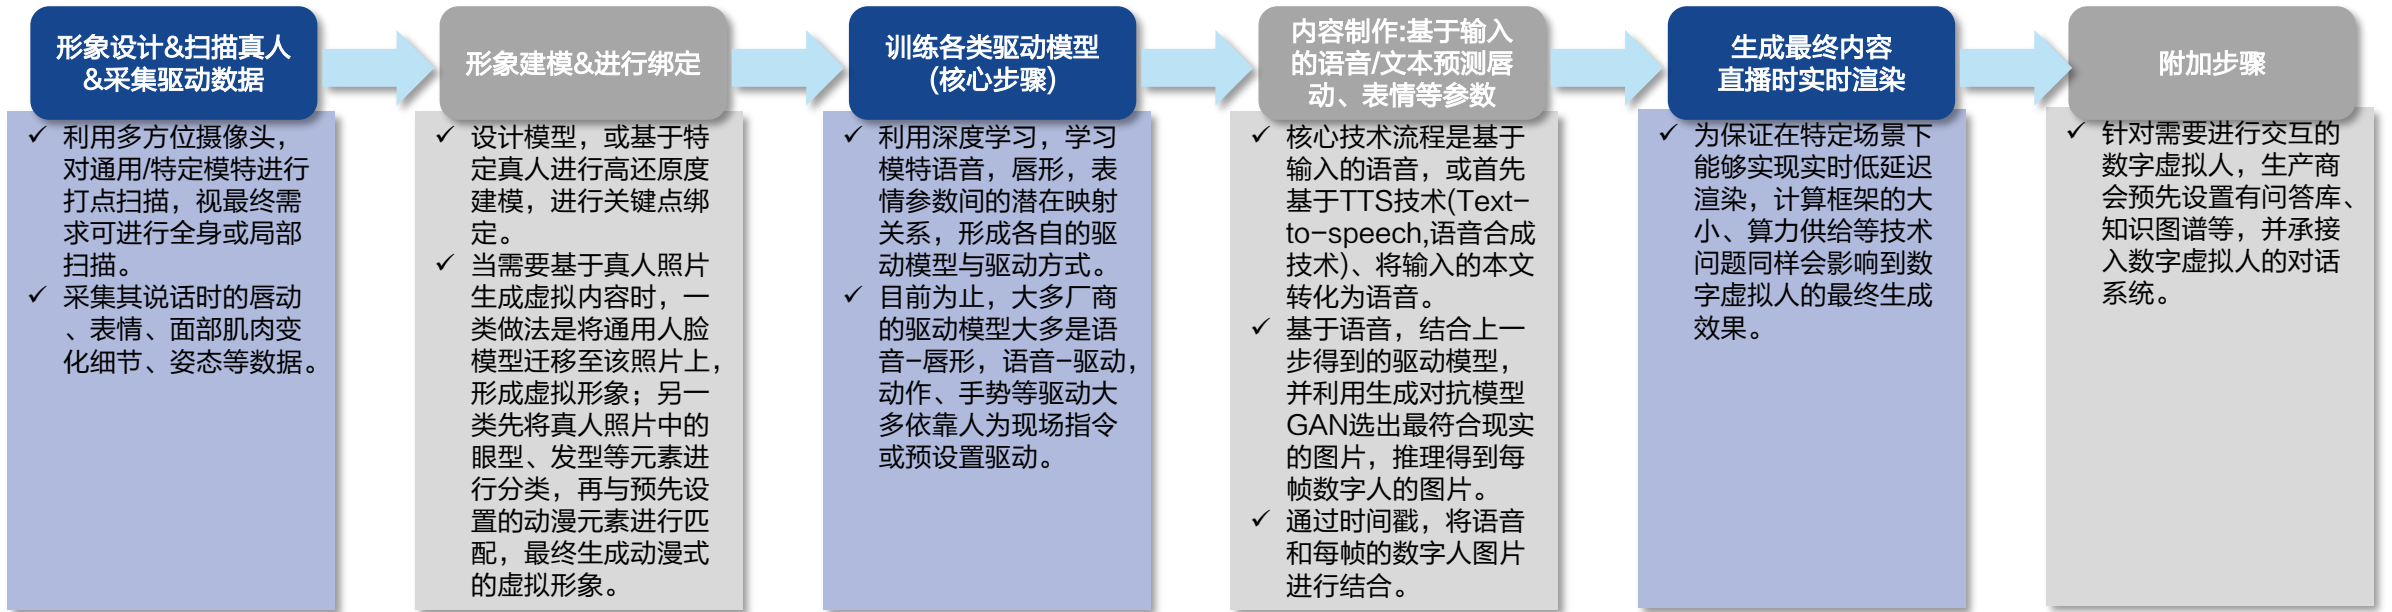 形象设计&扫描真人
&采集驱动数据
✓ 利用多方位摄像头，
对通用/特定模特进行
打点扫描，视最终需
求可进行全身或局部
扫描。
✓ 采集其说话时的唇动
、表情、面部肌肉变
化细节、姿态等数据。
形象建模&进行绑定
✓ 设计模型，或基于特
定真人进行高还原度
建模，进行关键点绑
定。
✓ 当需要基于真人照片
生成虚拟内容时，一
类做法是将通用人脸
模型迁移至该照片上，
形成虚拟形象；另一
类先将真人照片中的
眼型、发型等元素进
行分类，再与预先设
置的动漫元素进行匹
配，最终生成动漫式
的虚拟形象。
训练各类驱动模型
(核心步骤)
✓ 利用深度学习，学习
模特语音，唇形，表
情参数间的潜在映射
关系，形成各自的驱
动模型与驱动方式。
✓ 目前为止，大多厂商
的驱动模型大多是语
音-唇形，语音-驱动，
动作、手势等驱动大
多依靠人为现场指令
或预设置驱动。
内容制作:基于输入
的语音/文本预测唇
动、表情等参数
✓ 核心技术流程是基于
输入的语音，或首先
基于TTS技术(Text-
to-speech,语音合成
技术)、将输入的本文
转化为语音。
✓ 基于语音，结合上一
步得到的驱动模型，
并利用生成对抗模型
GAN选出最符合现实
的图片，推理得到每
帧数字人的图片。
✓ 通过时间戳，将语音
和每帧的数字人图片
进行结合。
生成最终内容
直播时实时渲染
✓ 为保证在特定场景下
能够实现实时低延迟
渲染，计算框架的大
小、算力供给等技术
问题同样会影响到数
字虚拟人的最终生成
效果。
附加步骤
✓ 针对需要进行交互的
数字虚拟人，生产商
会预先设置有问答库、
知识图谱等，并承接
入数字虚拟人的对话
系统。